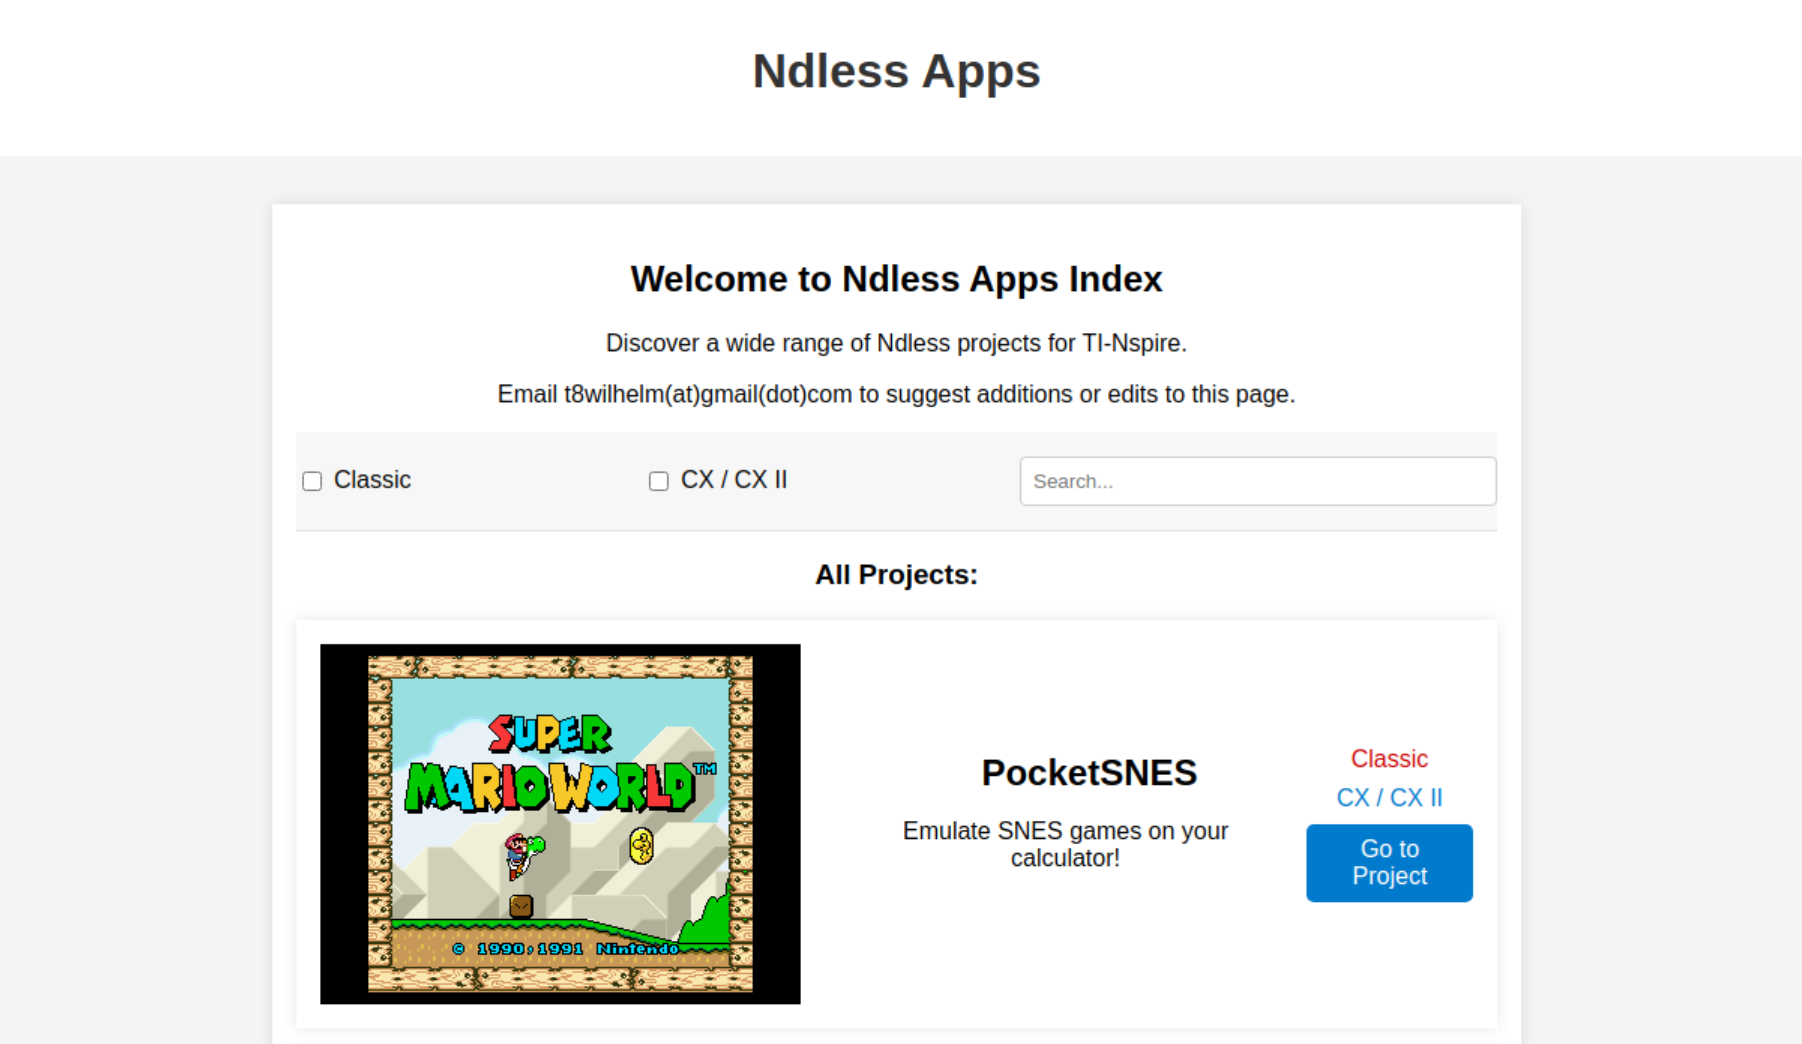 Ndless Apps
Welcome to Ndless Apps Index
Discover a wide range of Ndless projects for TI-Nspire.
Email t8wilhelm(at)gmail(dot)com to suggest additions or edits to this page.
Classic
CX / CX II
Search...
All Projects:
SUPER
MARIO WORLD™
© 1990,1991 Nintendo
PocketSNES
Emulate SNES games on your
calculator!
Classic
CX / CX II
Go to
Project